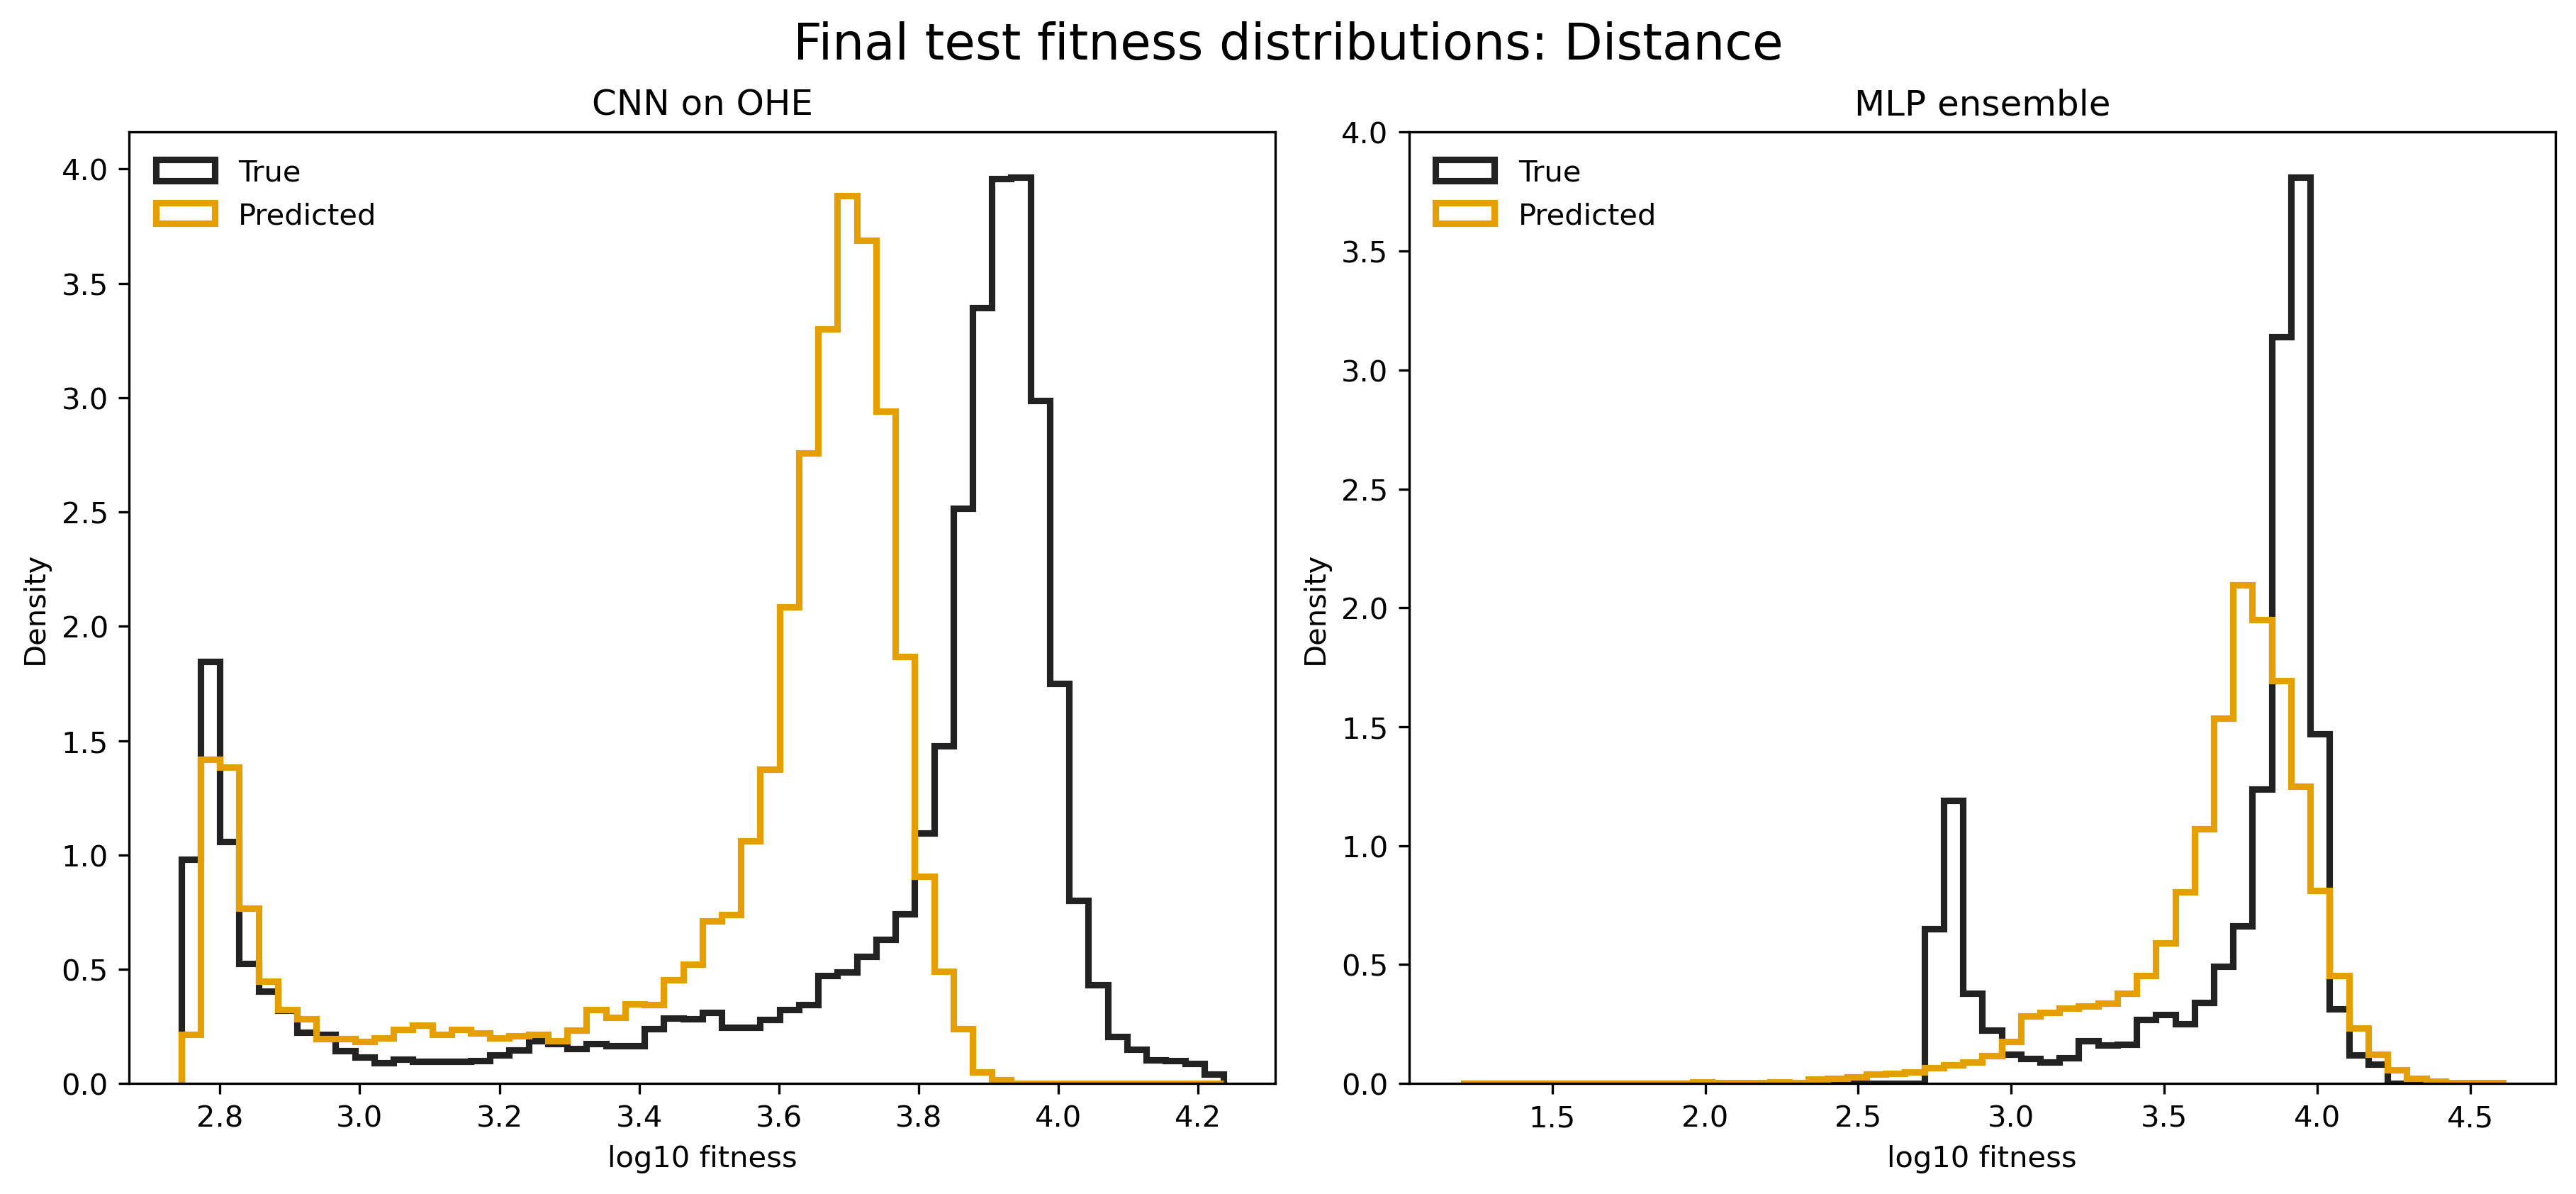 Final test fitness distributions: Distance
CNN on OHE
True
Predicted
4.0
3.5
3.0
2.5
2.0
1.5
1.0
0.5
0.0
Density
2.8 3.0 3.2 3.4 3.6 3.8 4.0 4.2
log10 fitness
MLP ensemble
True
Predicted
4.0
3.5
3.0
2.5
2.0
1.5
1.0
0.5
0.0
Density
1.5 2.0 2.5 3.0 3.5 4.0 4.5
log10 fitness